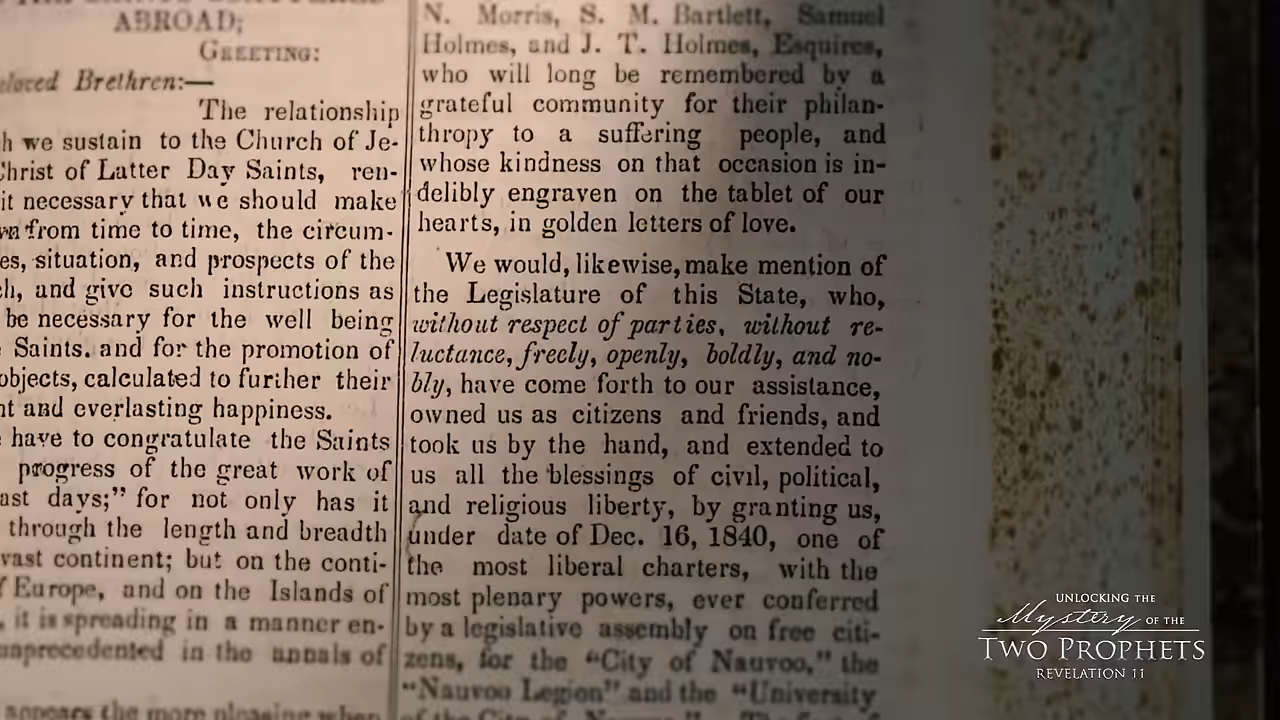 ABROAD;
GREETING:
Beloved Brethren:—
The relationship
h we sustain to the Church of Je-
Christ of Latter Day Saints, ren-
it necessary that we should make
from time to time, the circum-
es, situation, and prospects of the
ch, and give such instructions as
be necessary for the well being
Saints. and for the promotion of
objects, calculated to further their
nt and everlasting happiness.
have to congratulate the Saints
progress of the great work of
ast days;" for not only has it
through the length and breadth
vast continent; but on the conti-
f Europe, and on the Islands of
, it is spreading in a manner en-
unprecedented in the annals of
appears the more pleasing when
N. Morris, S. M. Bartlett, Samuel
Holmes, and J. T. Holmes, Esquires,
who will long be remembered by a
grateful community for their philan-
thropy to a suffering people, and
whose kindness on that occasion is in-
delibly engraven on the tablet of our
hearts, in golden letters of love.
We would, likewise, make mention of
the Legislature of this State, who,
without respect of parties, without re-
luctance, freely, openly, boldly, and no-
bly, have come forth to our assistance,
owned us as citizens and friends, and
took us by the hand, and extended to
us all the blessings of civil, political,
and religious liberty, by granting us,
under date of Dec. 16, 1840, one of
the most liberal charters, with the
most plenary powers, ever conferred
by a legislative assembly on free citi-
zens, for the "City of Nauvoo," the
"Nauvoo Legion" and the "University
of the City of Nauvoo."
UNLOCKING THE
Mystery OF THE
TWO PROPHETS
REVELATION 11